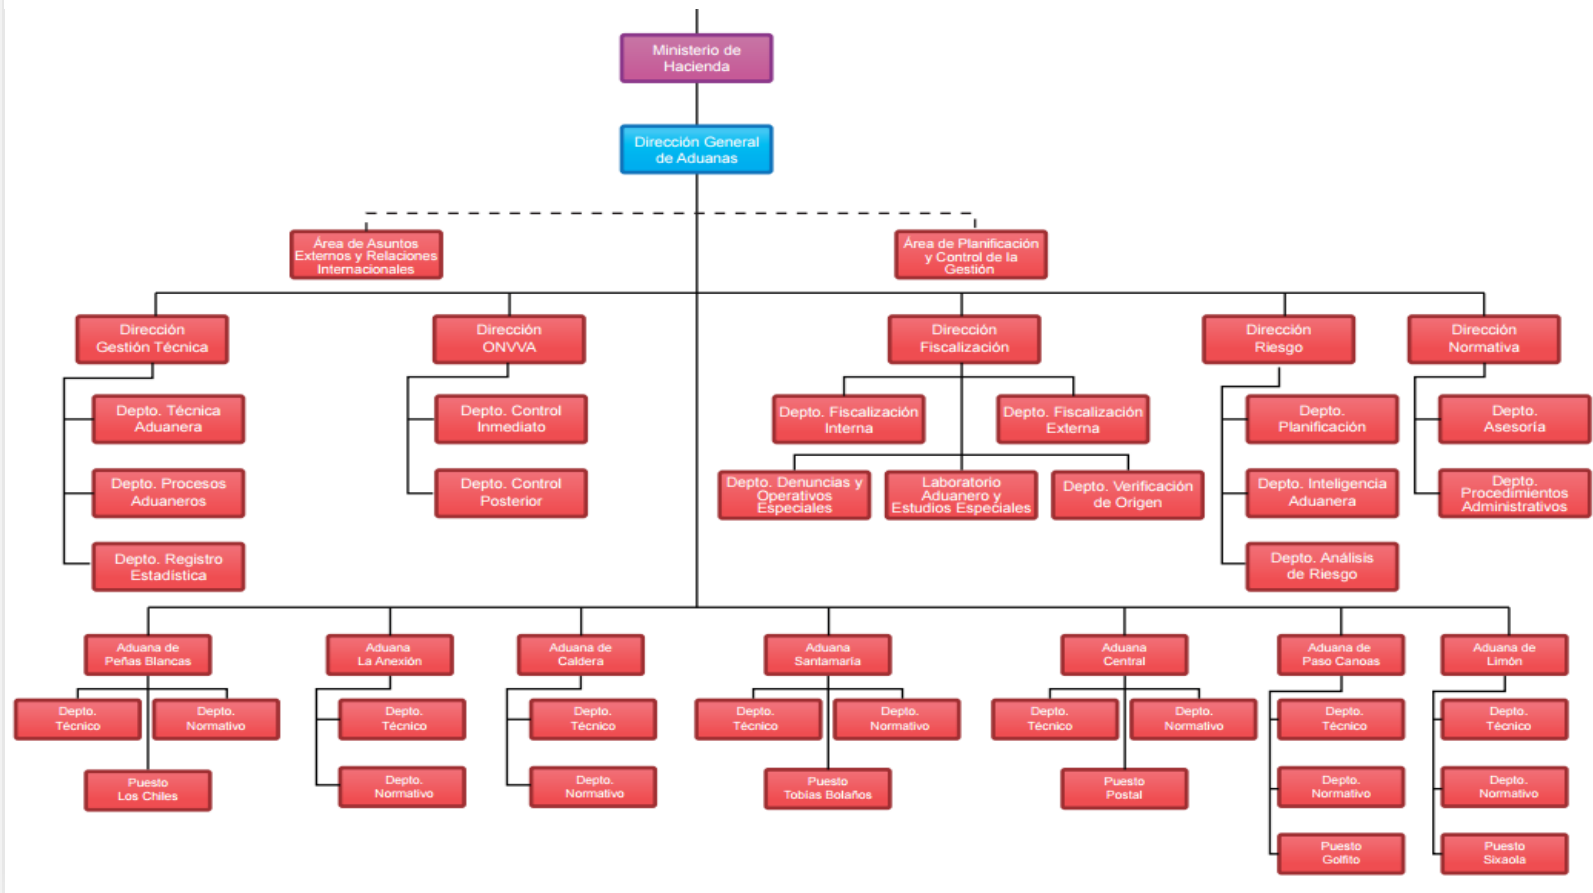 Ministerio de
Hacienda
Dirección General
de Aduanas
Área de Asuntos
Externos y Relaciones
Internacionales
Área de Planificación
y Control de la
Gestión
Dirección
Gestión Técnica
Dirección
ONVVA
Dirección
Fiscalización
Dirección
Riesgo
Dirección
Normativa
Depto. Técnica
Aduanera
Depto. Control
Inmediato
Depto. Fiscalización
Interna
Depto. Fiscalización
Externa
Depto.
Planificación
Depto.
Asesoría
Depto. Procesos
Aduaneros
Depto. Control
Posterior
Depto. Denuncias y
Operativos
Especiales
Laboratorio
Aduanero y
Estudios Especiales
Depto. Verificación
de Origen
Depto. Inteligencia
Aduanera
Depto.
Procedimientos
Administrativos
Depto. Registro
Estadística
Depto. Análisis
de Riesgo
Aduana de
Peñas Blancas
Aduana
La Anexión
Aduana de
Caldera
Aduana
Santamaría
Aduana
Central
Aduana de
Paso Canoas
Aduana de
Limón
Depto.
Técnico
Depto.
Normativo
Depto.
Técnico
Depto.
Técnico
Depto.
Técnico
Depto.
Normativo
Depto.
Técnico
Depto.
Normativo
Depto.
Técnico
Depto.
Técnico
Puesto
Los Chiles
Depto.
Normativo
Depto.
Normativo
Puesto
Tobías Bolaños
Puesto
Postal
Depto.
Normativo
Depto.
Normativo
Puesto
Golfito
Puesto
Sixaola